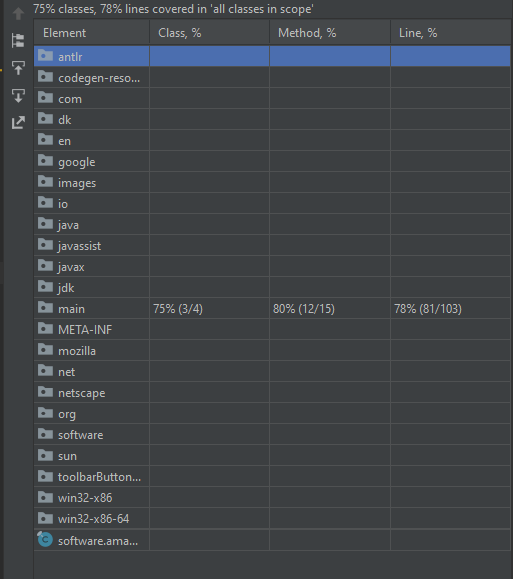 75% classes, 78% lines covered in 'all classes in scope'
Element Class, % Method, % Line, %
antlr
codegen-reso...
com
dk
en
google
images
io
java
javassist
javax
jdk
main 75% (3/4) 80% (12/15) 78% (81/103)
META-INF
mozilla
net
netscape
org
software
sun
toolbarButton...
win32-x86
win32-x86-64
software.ama...